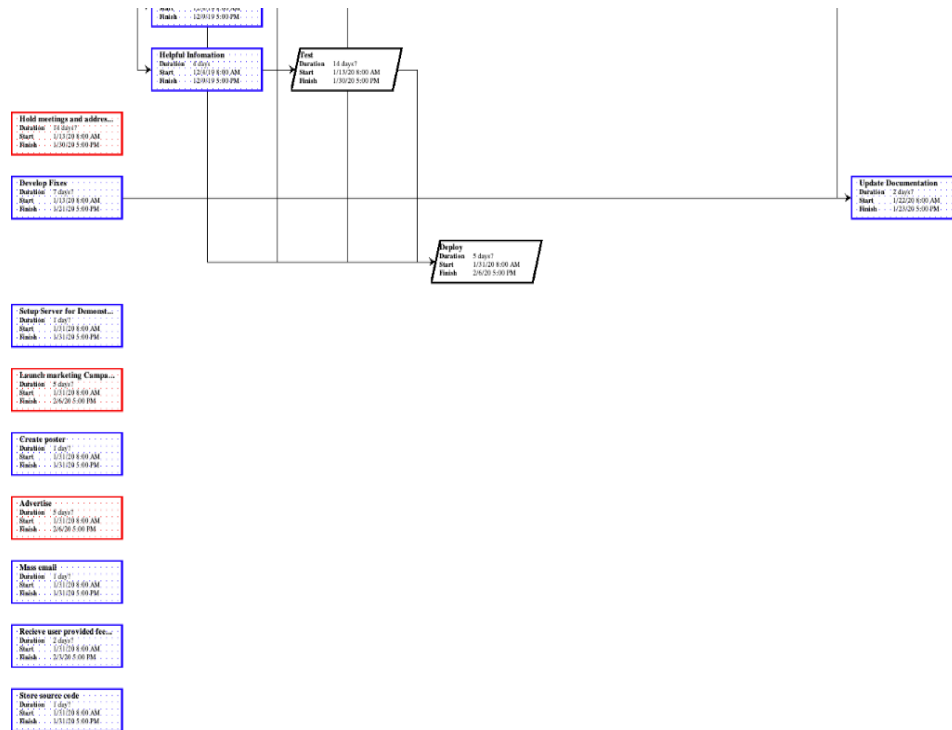 Finish 12/9/19 5:00 PM
Helpful Infomation
Duration 4 days
Start 12/4/19 8:00 AM
Finish 12/9/19 5:00 PM
Test
Duration 14 days?
Start 1/13/20 8:00 AM
Finish 1/30/20 5:00 PM
Hold meetings and addres...
Duration 14 days?
Start 1/13/20 8:00 AM
Finish 1/30/20 5:00 PM
Develop Fixes
Duration 7 days?
Start 1/13/20 8:00 AM
Finish 1/21/20 5:00 PM
Update Documentation
Duration 2 days?
Start 1/22/20 8:00 AM
Finish 1/23/20 5:00 PM
Deploy
Duration 5 days?
Start 1/31/20 8:00 AM
Finish 2/6/20 5:00 PM
Setup Server for Demonst...
Duration 1 day?
Start 1/31/20 8:00 AM
Finish 1/31/20 5:00 PM
Launch marketing Campa...
Duration 5 days?
Start 1/31/20 8:00 AM
Finish 2/6/20 5:00 PM
Create poster
Duration 1 day?
Start 1/31/20 8:00 AM
Finish 1/31/20 5:00 PM
Advertise
Duration 5 days?
Start 1/31/20 8:00 AM
Finish 2/6/20 5:00 PM
Mass email
Duration 1 day?
Start 1/31/20 8:00 AM
Finish 1/31/20 5:00 PM
Recieve user provided fee...
Duration 2 days?
Start 1/31/20 8:00 AM
Finish 2/3/20 5:00 PM
Store source code
Duration 1 day?
Start 1/31/20 8:00 AM
Finish 1/31/20 5:00 PM